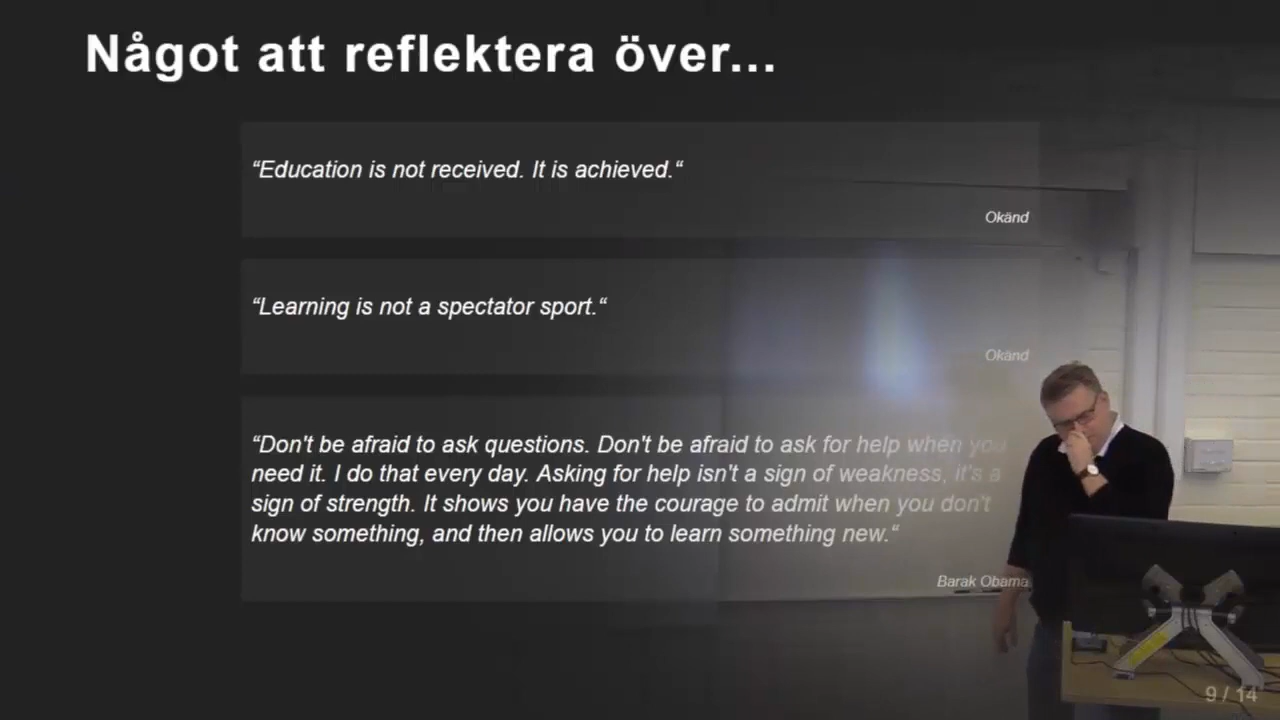 Något att reflektera över...
“Education is not received. It is achieved.“
Okänd
“Learning is not a spectator sport.“
Okänd
“Don't be afraid to ask questions. Don't be afraid to ask for help when you
need it. I do that every day. Asking for help isn't a sign of weakness, it's a
sign of strength. It shows you have the courage to admit when you don't
know something, and then allows you to learn something new.“
Barak Obama
9 / 14